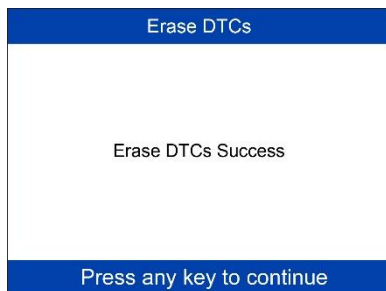 Erase DTCs
Erase DTCs Success
Press any key to continue